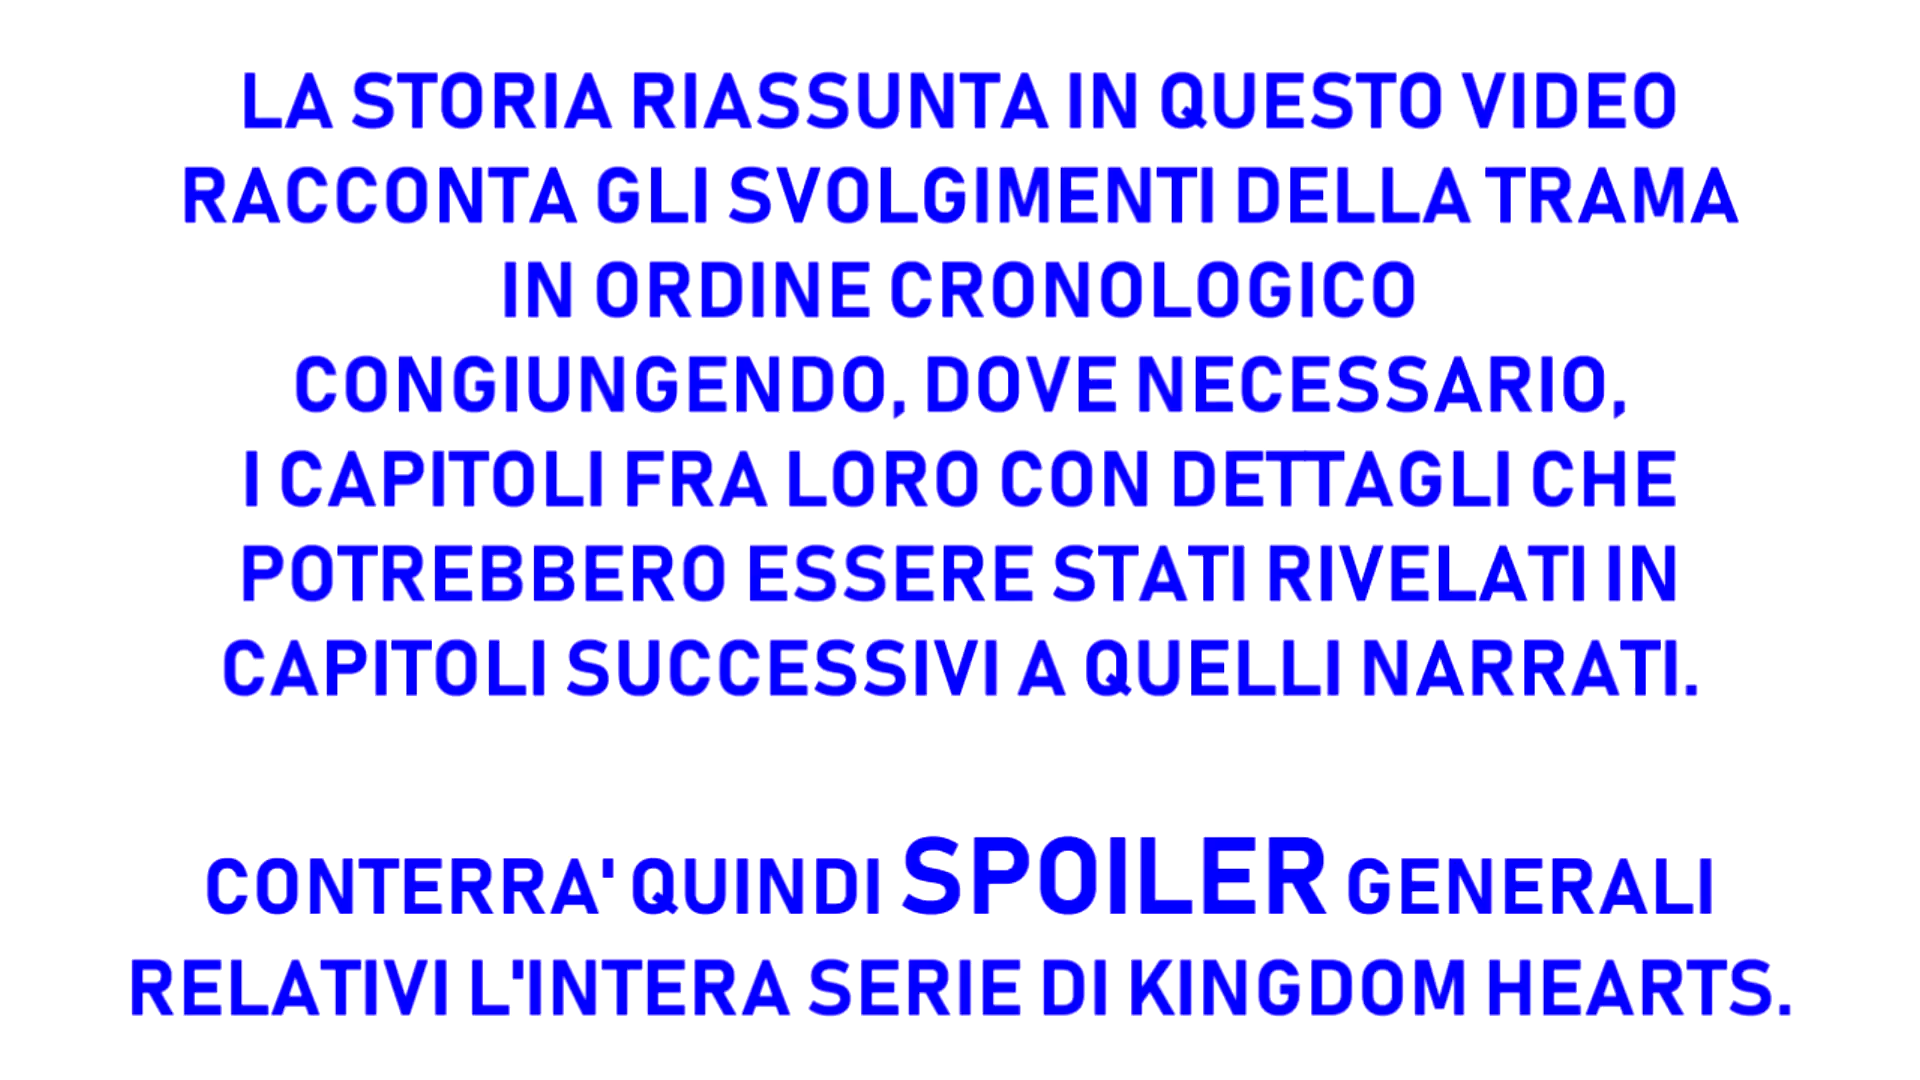 LA STORIA RIASSUNTA IN QUESTO VIDEO
RACCONTA GLI SVOLGIMENTI DELLA TRAMA
IN ORDINE CRONOLOGICO
CONGIUNGENDO, DOVE NECESSARIO,
I CAPITOLI FRA LORO CON DETTAGLI CHE
POTREBBERO ESSERE STATI RIVELATI IN
CAPITOLI SUCCESSIVI A QUELLI NARRATI.
CONTERRA' QUINDI SPOILER GENERALI
RELATIVI L'INTERA SERIE DI KINGDOM HEARTS.